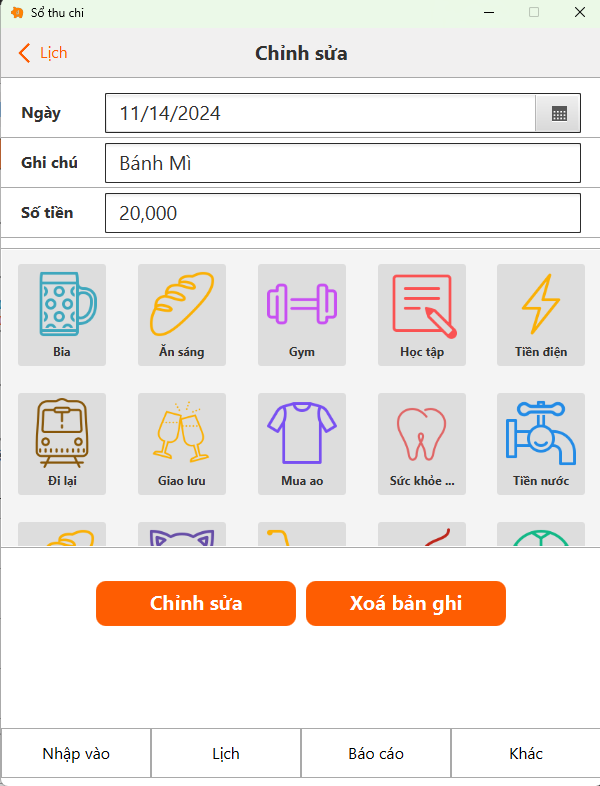 Sổ thu chi
Lịch
Chỉnh sửa
Ngày 11/14/2024
Ghi chú Bánh Mì
Số tiền 20,000
Bia Ăn sáng Gym Học tập Tiền điện
Đi lại Giao lưu Mua ao Sức khỏe ... Tiền nước
Chỉnh sửa Xoá bản ghi
Nhập vào Lịch Báo cáo Khác